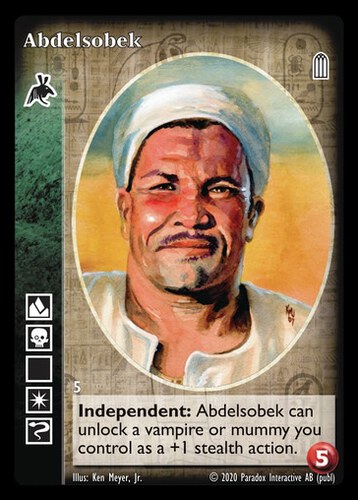 Abdelsobek
5
Independent: Abdelsobek can
unlock a vampire or mummy you
control as a +1 stealth action.
5
Illus: Ken Meyer, Jr. © 2020 Paradox Interactive AB (publ)